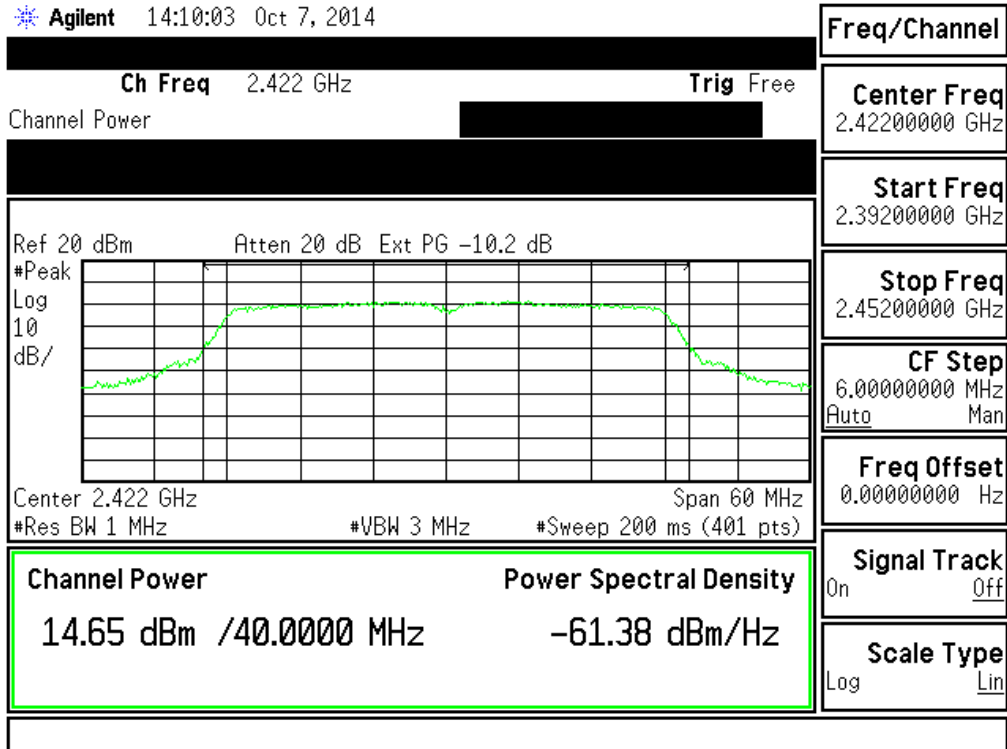 Agilent 14:10:03 Oct 7, 2014
Freq/Channel
Ch Freq 2.422 GHz Trig Free
Channel Power
Center Freq
2.42200000 GHz
Start Freq
2.39200000 GHz
Stop Freq
2.45200000 GHz
CF Step
6.00000000 MHz
Auto Man
Freq Offset
0.00000000 Hz
Signal Track
On Off
Scale Type
Log Lin
Ref 20 dBm Atten 20 dB Ext PG -10.2 dB
#Peak
Log
10
dB/
Center 2.422 GHz Span 60 MHz
#Res BW 1 MHz #VBW 3 MHz #Sweep 200 ms (401 pts)
Channel Power Power Spectral Density
14.65 dBm /40.0000 MHz -61.38 dBm/Hz